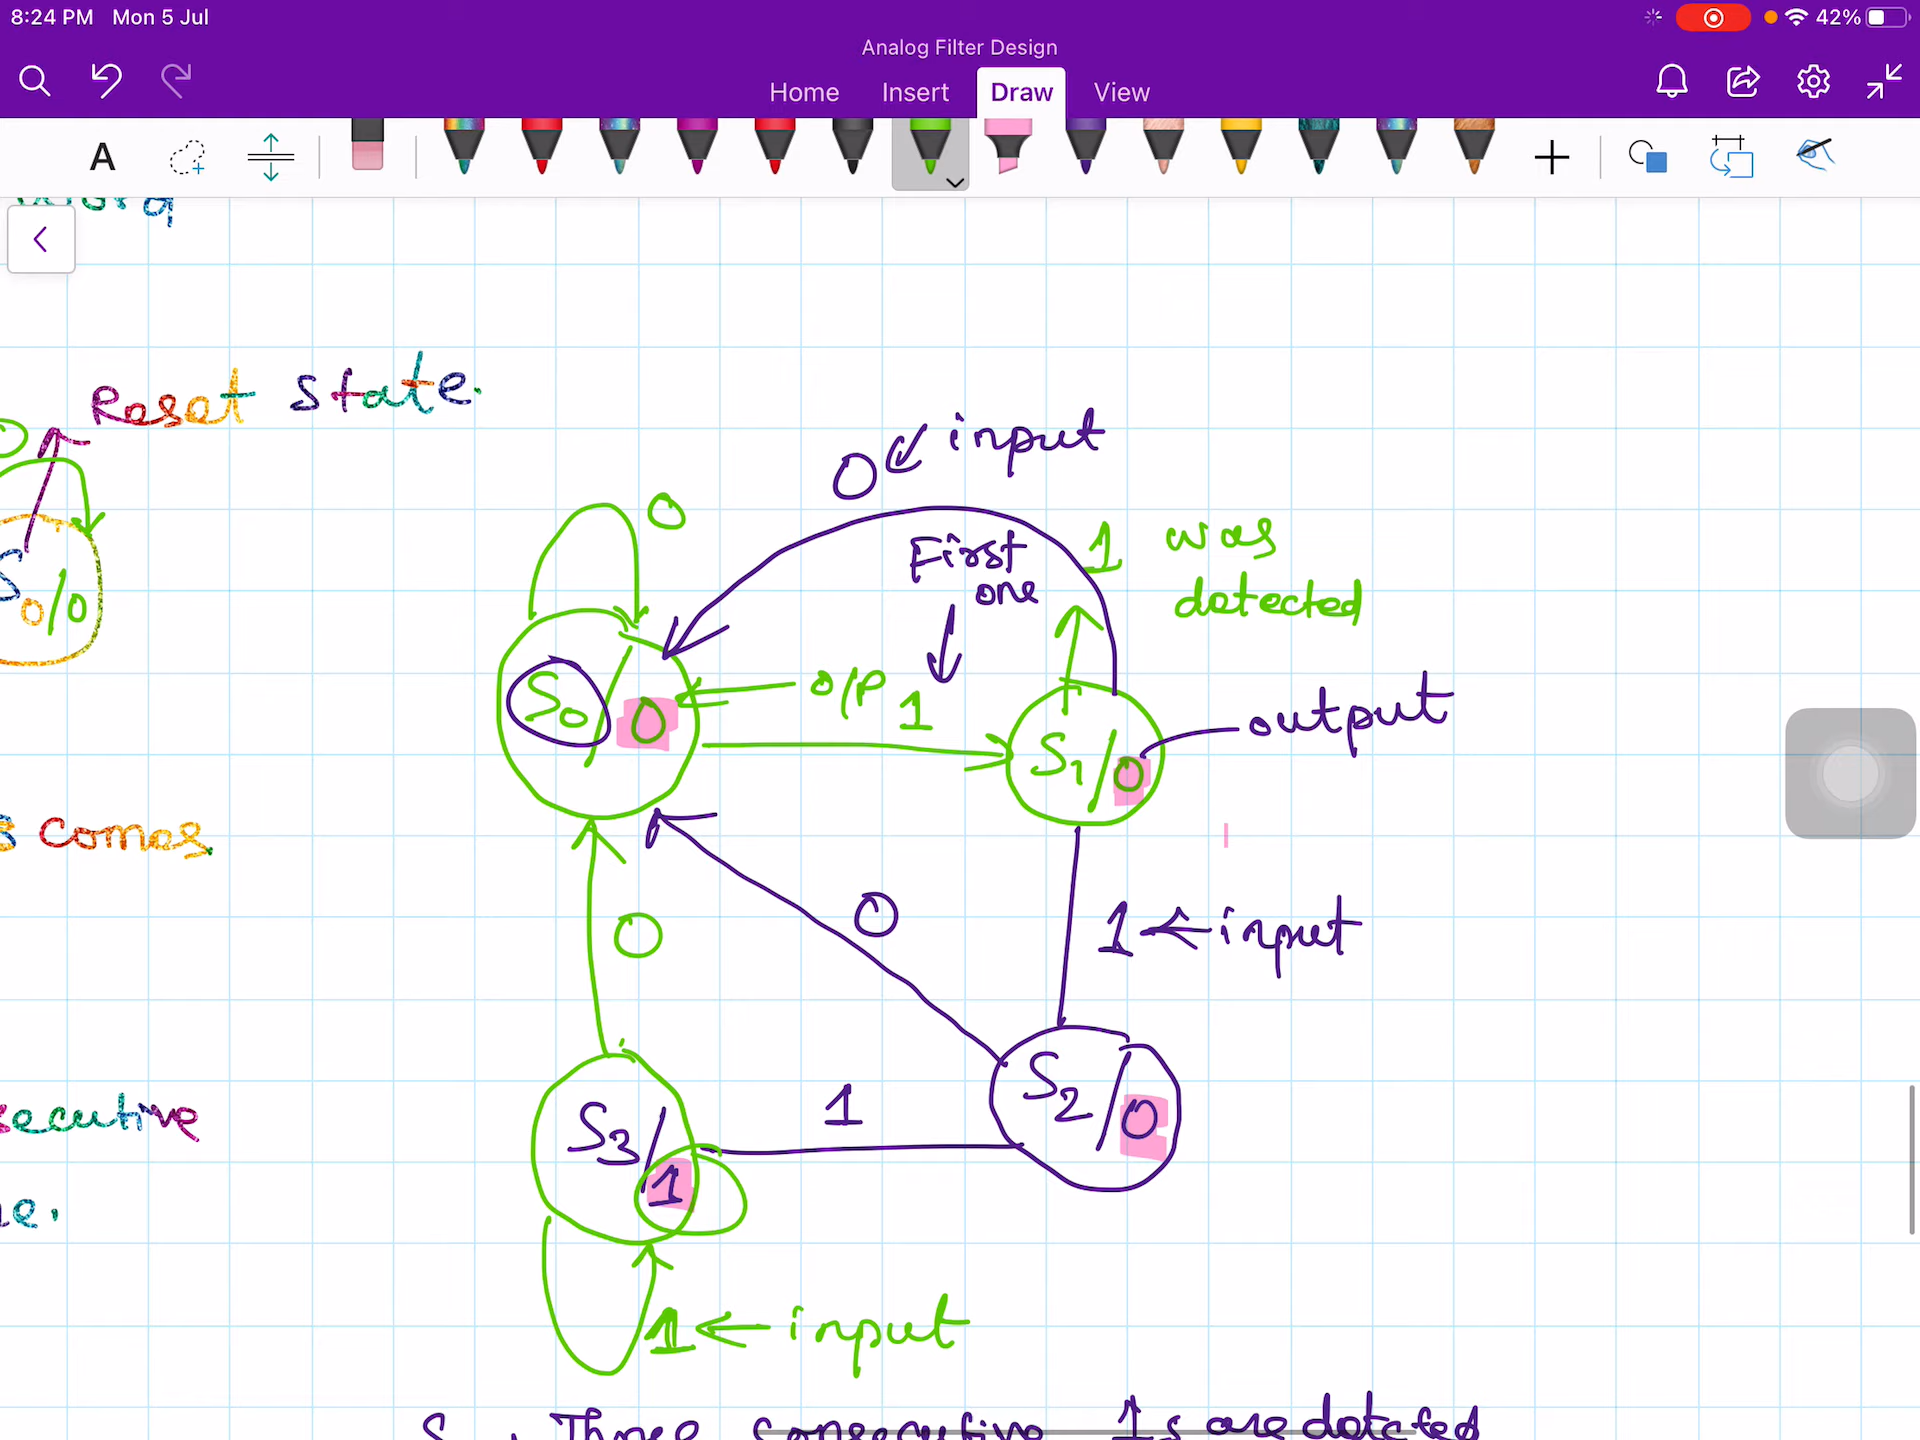 8:24 PM Mon 5 Jul
42%
Analog Filter Design
Home Insert Draw View
A
Reset state.
0 input
0
First
one
1 was
detected
S0/0
S0/0
O/P 1
S1/0
output
s comes
0
0
1 input
secutive
S3/1
1
S2/0
e.
1 input
Three consecutive 1s are detected